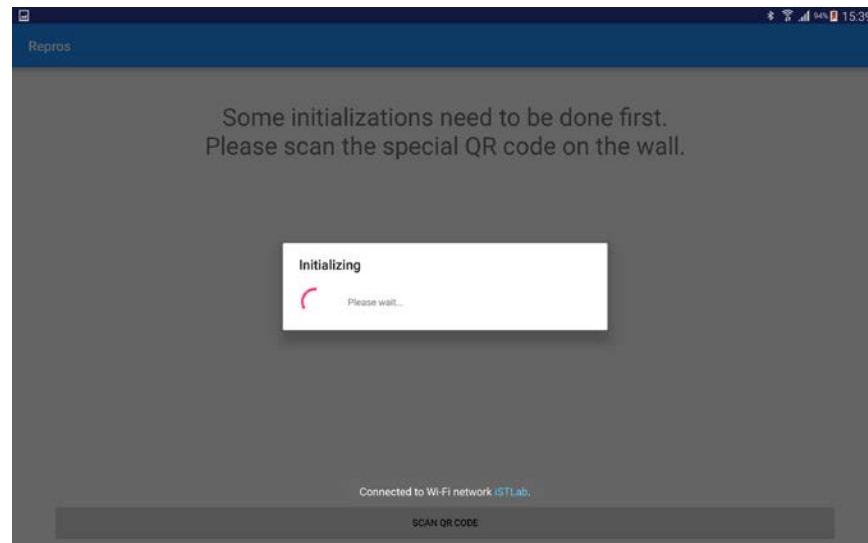 94% 15:39
Repros
Some initializations need to be done first.
Please scan the special QR code on the wall.
Initializing
Please wait...
Connected to Wi-Fi network iSTLab.
SCAN QR CODE